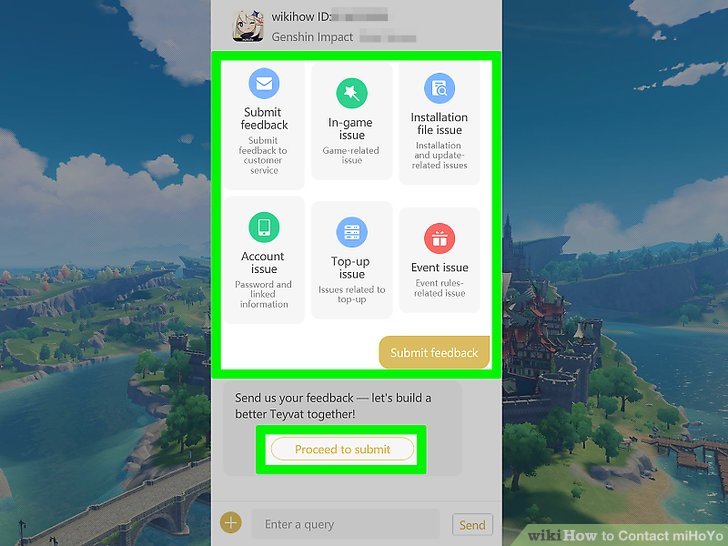 wikihow ID:
Genshin Impact
Submit
feedback
Submit
feedback to
customer
service
In-game
issue
Game-related
issue
Installation
file issue
Installation
and update-
related issues
Account
issue
Password and
linked
information
Top-up
issue
Issues related
to top-up
Event issue
Event rules-
related issue
Submit feedback
Send us your feedback — let's build a
better Teyvat together!
Proceed to submit
Enter a query
Send
wikiHow to Contact miHoYo